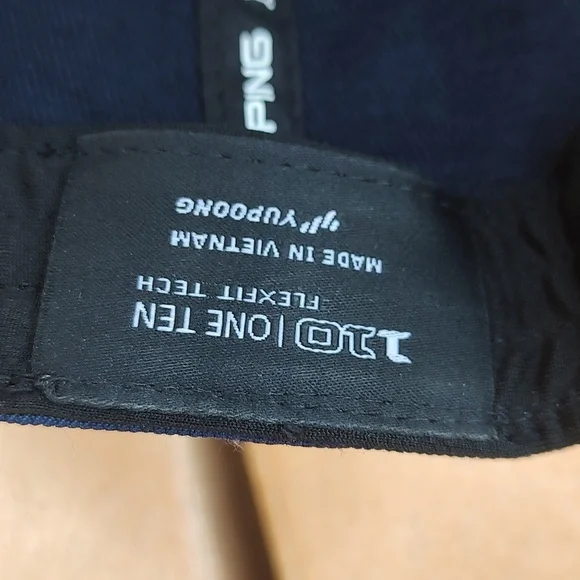 110 | ONE TEN
FLEXFIT TECH
MADE IN VIETNAM
YUPOONG
PING